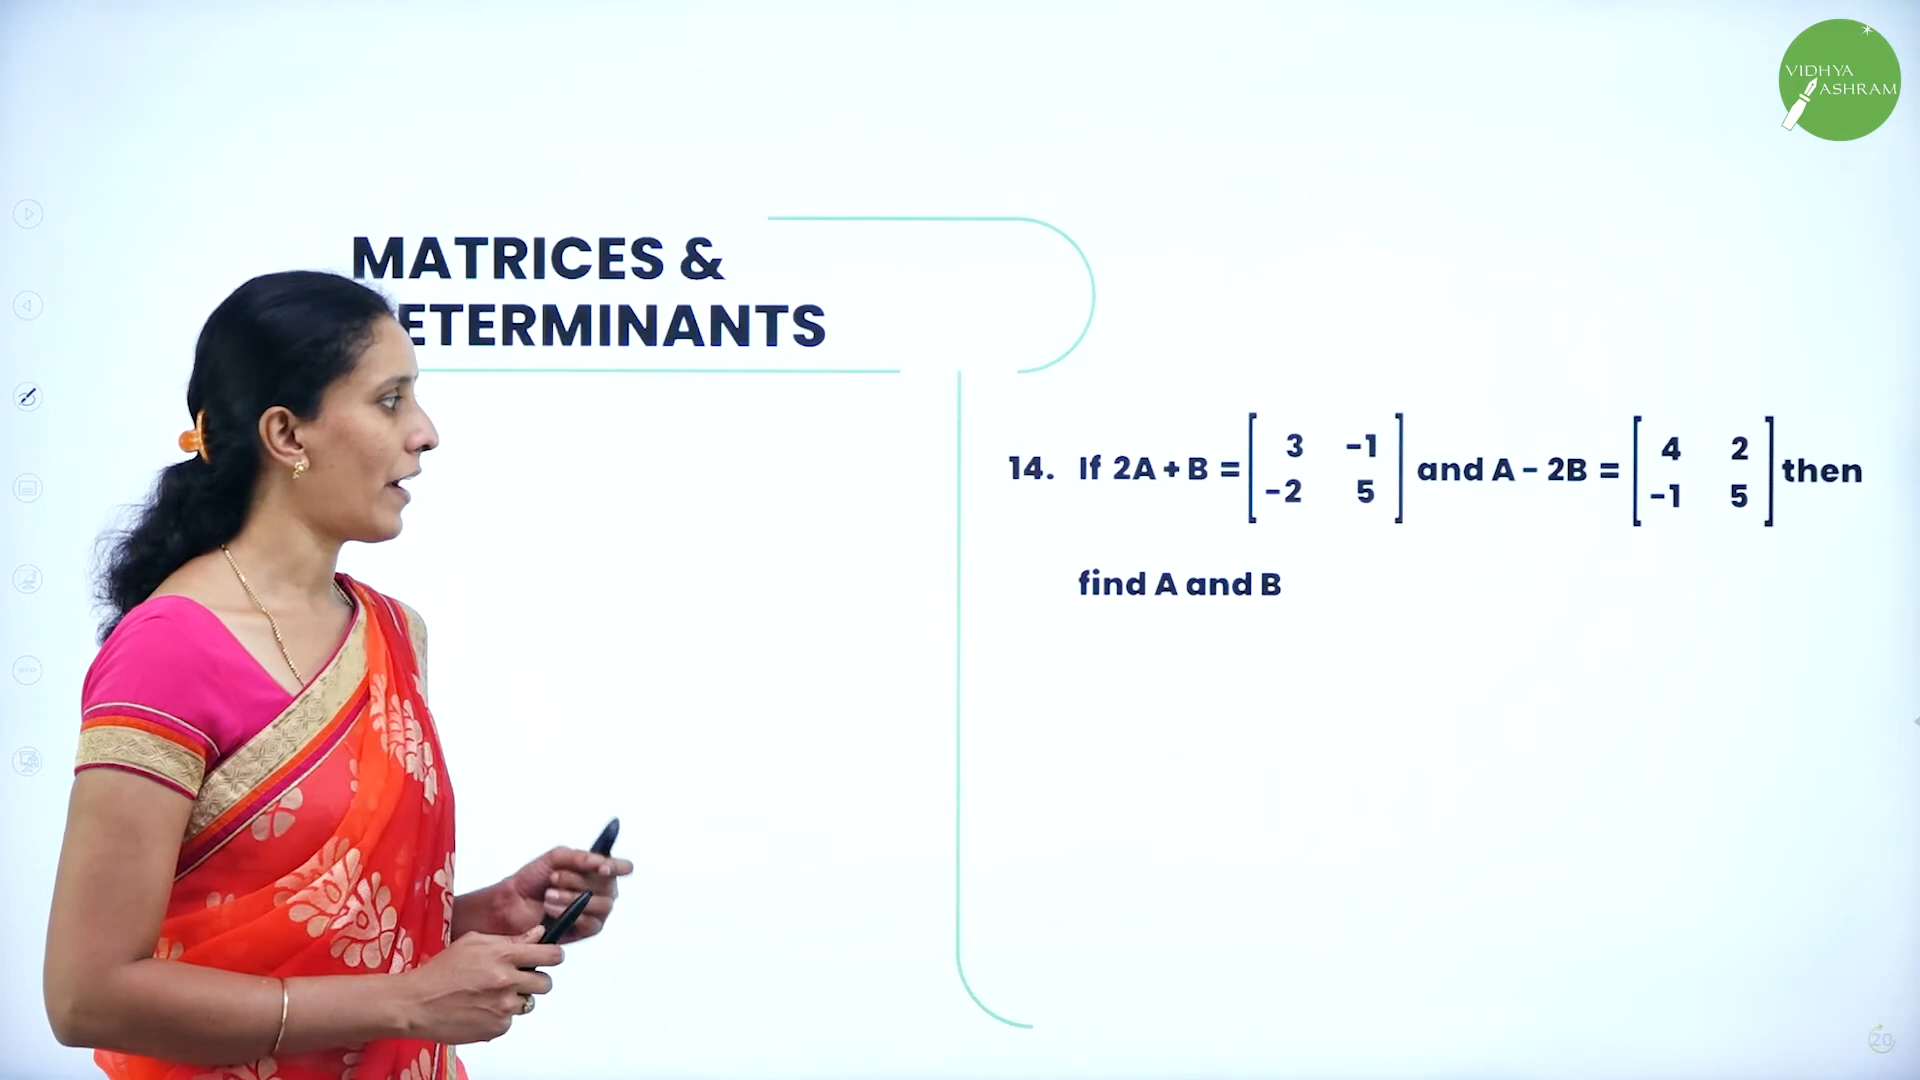 VIDHYA
ASHRAM
MATRICES &
ETERMINANTS
14. If 2A + B = [ 3 -1 ] and A - 2B = [ 4 2 ] then
[ -2 5 ] [ -1 5 ]
find A and B
20